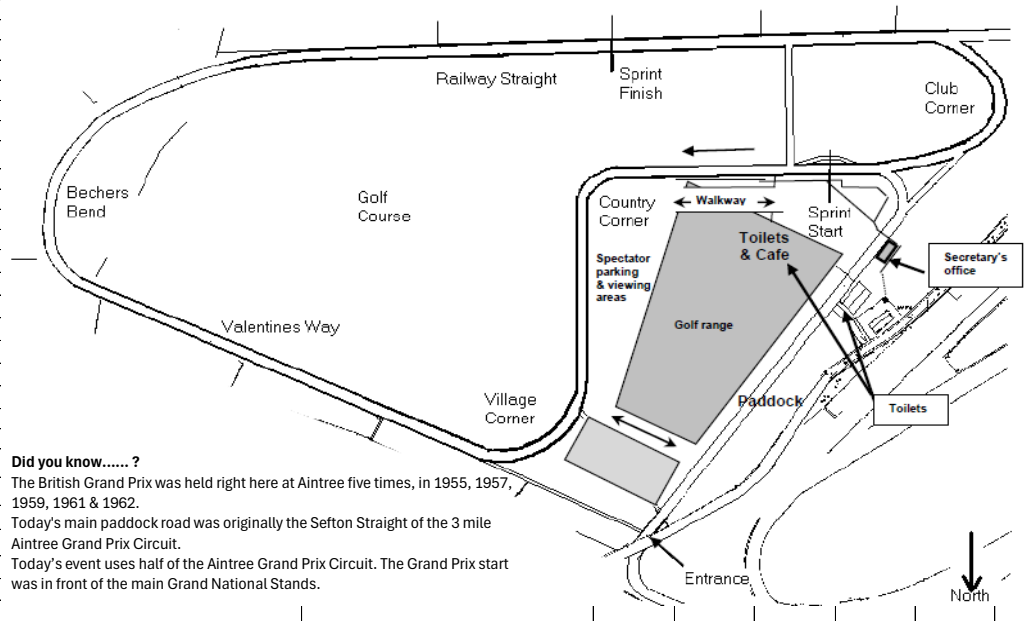 Railway Straight
Sprint
Finish
Club
Corner
Bechers
Bend
Golf
Course
Country
Corner
Walkway
Sprint
Start
Toilets
& Cafe
Secretary's
office
Spectator
parking
& viewing
areas
Golf range
Valentines Way
Village
Corner
Paddock
Toilets
Did you know...... ?
The British Grand Prix was held right here at Aintree five times, in 1955, 1957,
1959, 1961 & 1962.
Today's main paddock road was originally the Sefton Straight of the 3 mile
Aintree Grand Prix Circuit.
Today's event uses half of the Aintree Grand Prix Circuit. The Grand Prix start
was in front of the main Grand National Stands.
Entrance
North